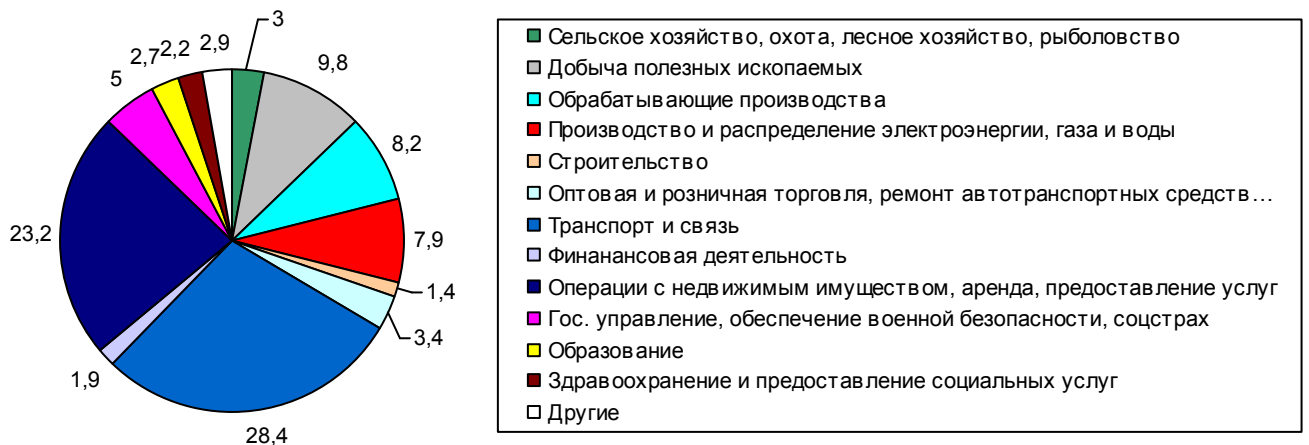 3
9,8
8,2
7,9
1,4
3,4
28,4
1,9
23,2
5
2,7
2,2
2,9
Сельское хозяйство, охота, лесное хозяйство, рыболовство
Добыча полезных ископаемых
Обрабатывающие производства
Производство и распределение электроэнергии, газа и воды
Строительство
Оптовая и розничная торговля, ремонт автотранспортных средств…
Транспорт и связь
Финанансовая деятельность
Операции с недвижимым имуществом, аренда, предоставление услуг
Гос. управление, обеспечение военной безопасности, соцстрах
Образование
Здравоохранение и предоставление социальных услуг
Другие